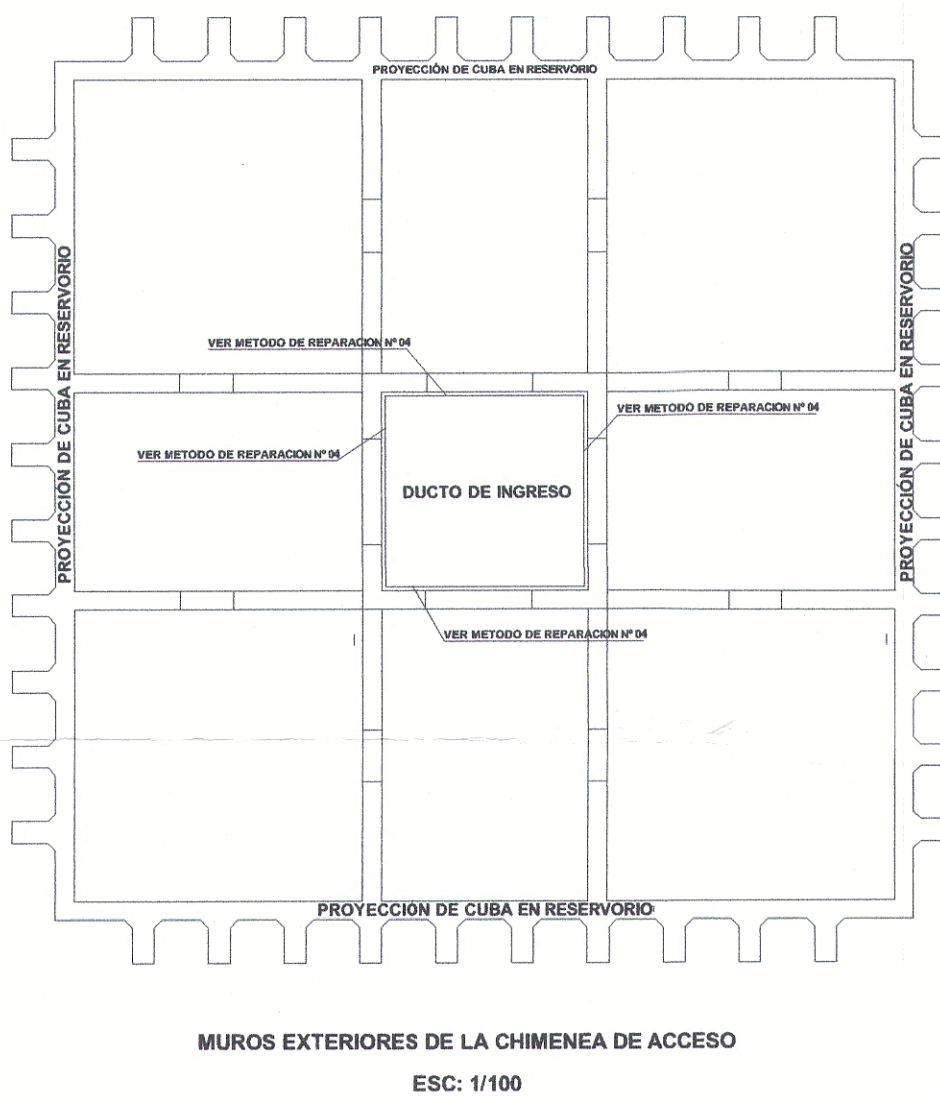 PROYECCIÓN DE CUBA EN RESERVORIO
PROYECCIÓN DE CUBA EN RESERVORIO
PROYECCIÓN DE CUBA EN RESERVORIO
VER METODO DE REPARACION Nº 04
VER METODO DE REPARACION Nº 04
VER METODO DE REPARACION Nº 04
DUCTO DE INGRESO
VER METODO DE REPARACION Nº 04
PROYECCIÓN DE CUBA EN RESERVORIO
MUROS EXTERIORES DE LA CHIMENEA DE ACCESO
ESC: 1/100